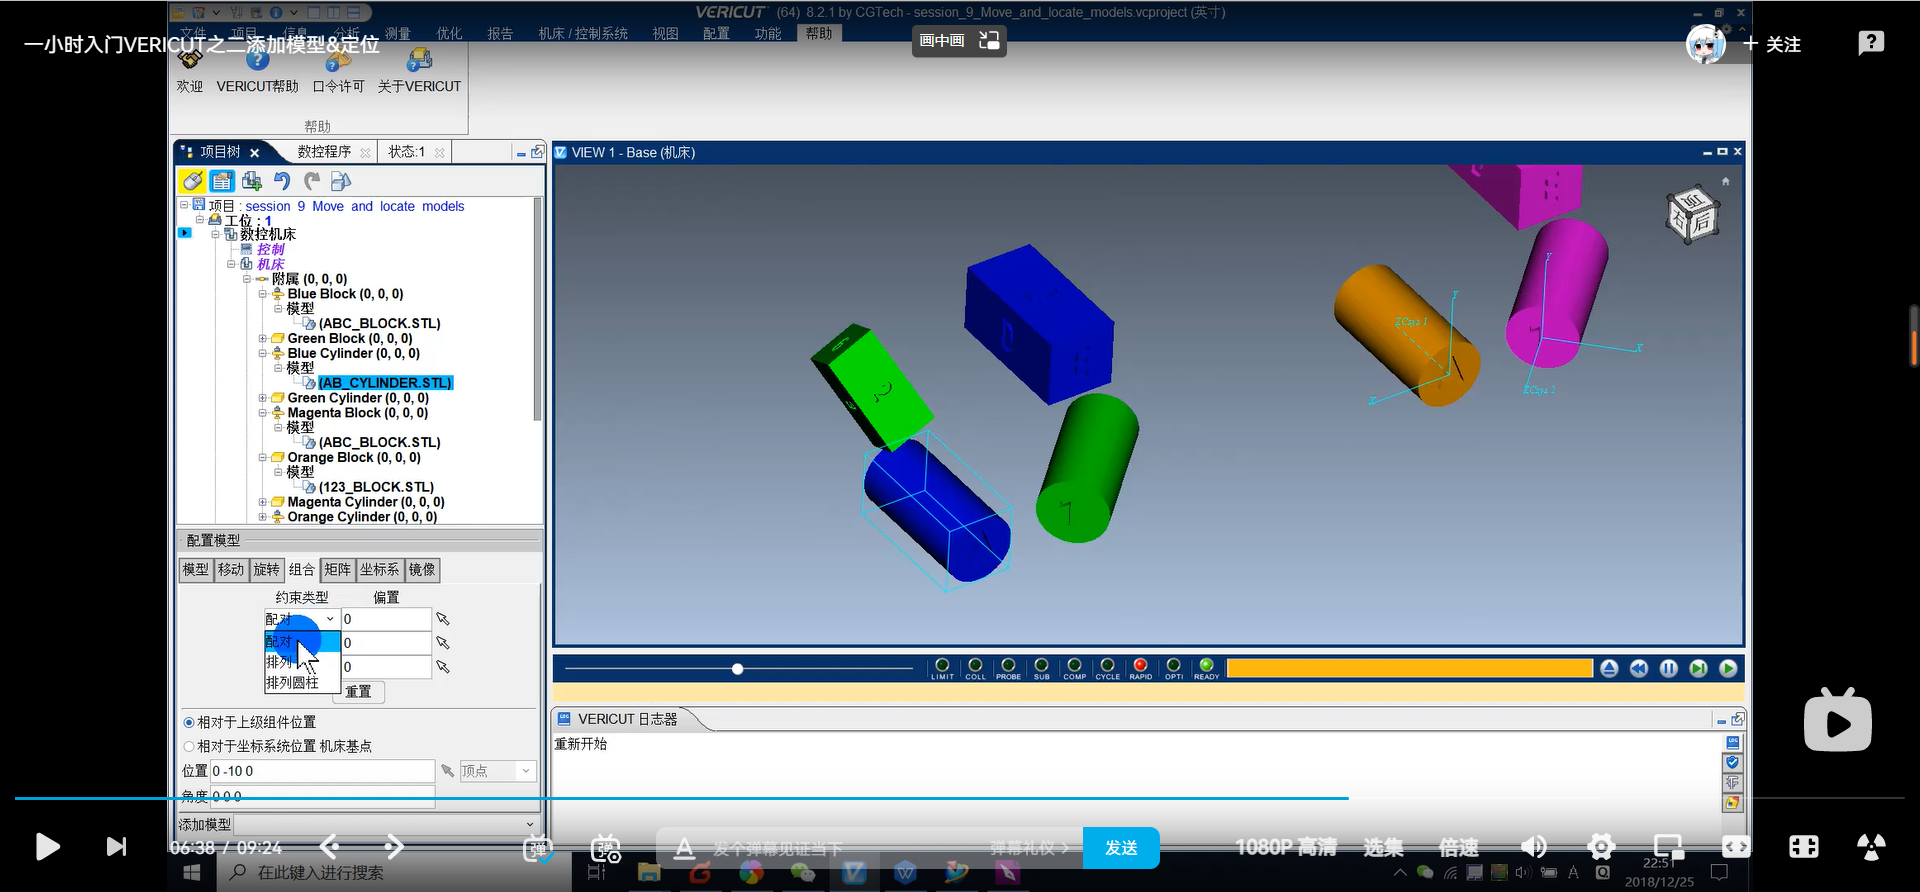 VERICUT (64) 8.2.1 by CGTech - session_9_Move_and_locate_models.vcproject (英寸)
文件 项目 信息 分析 测量 优化 报告 机床 / 控制系统 视图 配置 功能 帮助
一小时入门VERICUT之二添加模型&定位
画中画
+ 关注
欢迎 VERICUT帮助 口令许可 关于VERICUT
帮助
项目树 数控程序 状态:1
VIEW 1 - Base (机床)
项目 : session_9_Move_and_locate_models
工位 : 1
数控机床
控制
机床
附属 (0, 0, 0)
Blue Block (0, 0, 0)
模型
(ABC_BLOCK.STL)
Green Block (0, 0, 0)
Blue Cylinder (0, 0, 0)
模型
(AB_CYLINDER.STL)
Green Cylinder (0, 0, 0)
Magenta Block (0, 0, 0)
模型
(ABC_BLOCK.STL)
Orange Block (0, 0, 0)
模型
(123_BLOCK.STL)
Magenta Cylinder (0, 0, 0)
Orange Cylinder (0, 0, 0)
配置模型
模型 移动 旋转 组合 矩阵 坐标系 镜像
约束类型 偏置
配对 0
配对 0
排列 0
排列圆柱 重置
相对于上级组件位置
相对于坐标系统位置 机床基点
位置 0 -10 0 顶点
角度 0 0 0
添加模型
Y
ZCsys 1
X
Y
X
ZCsys 2
后
LIMIT COLL PROBE SUB COMP CYCLE RAPID OPTI READY
VERICUT 日志器
重新开始
06:38 / 09:24
弹
弹
发个弹幕见证当下
弹幕礼仪 >
发送
1080P 高清
选集
倍速
在此键入进行搜索
22:51
2018/12/25